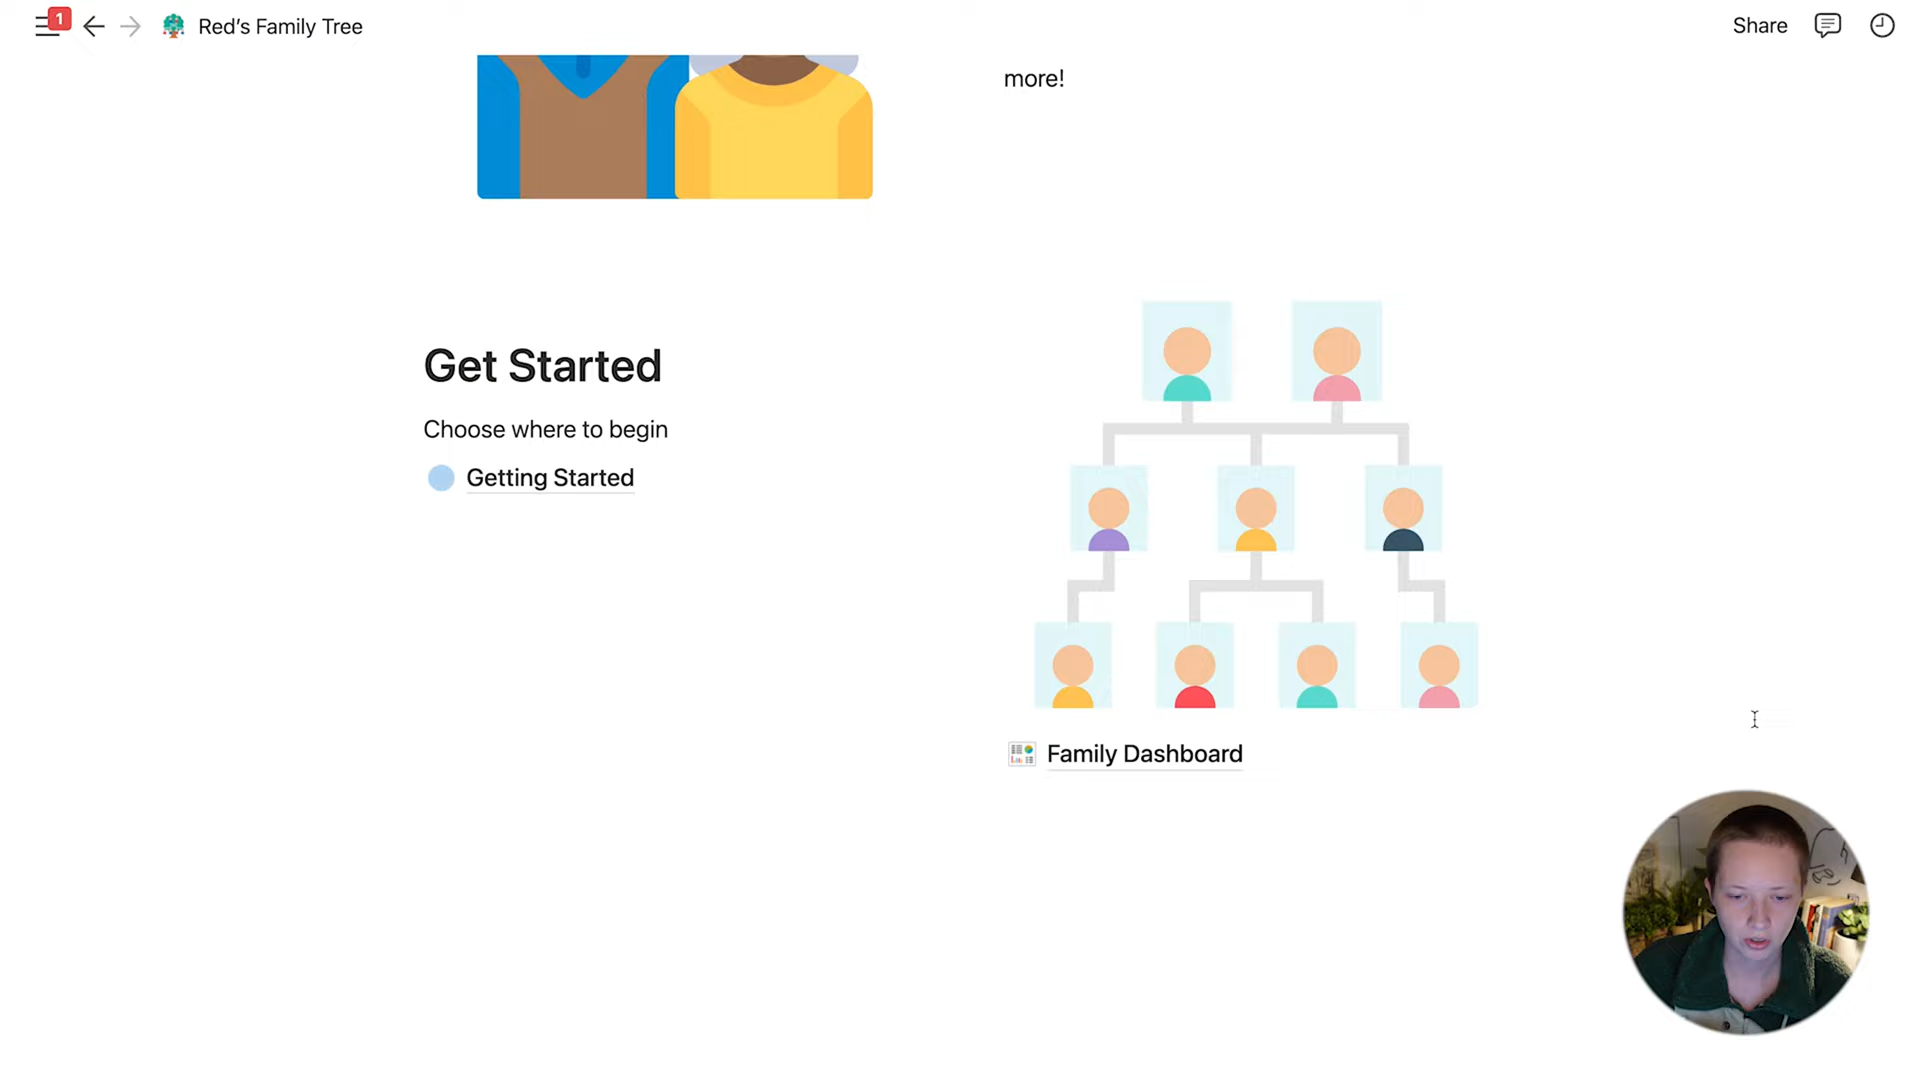 1
Red’s Family Tree
Share
more!
Get Started
Choose where to begin
Getting Started
Family Dashboard